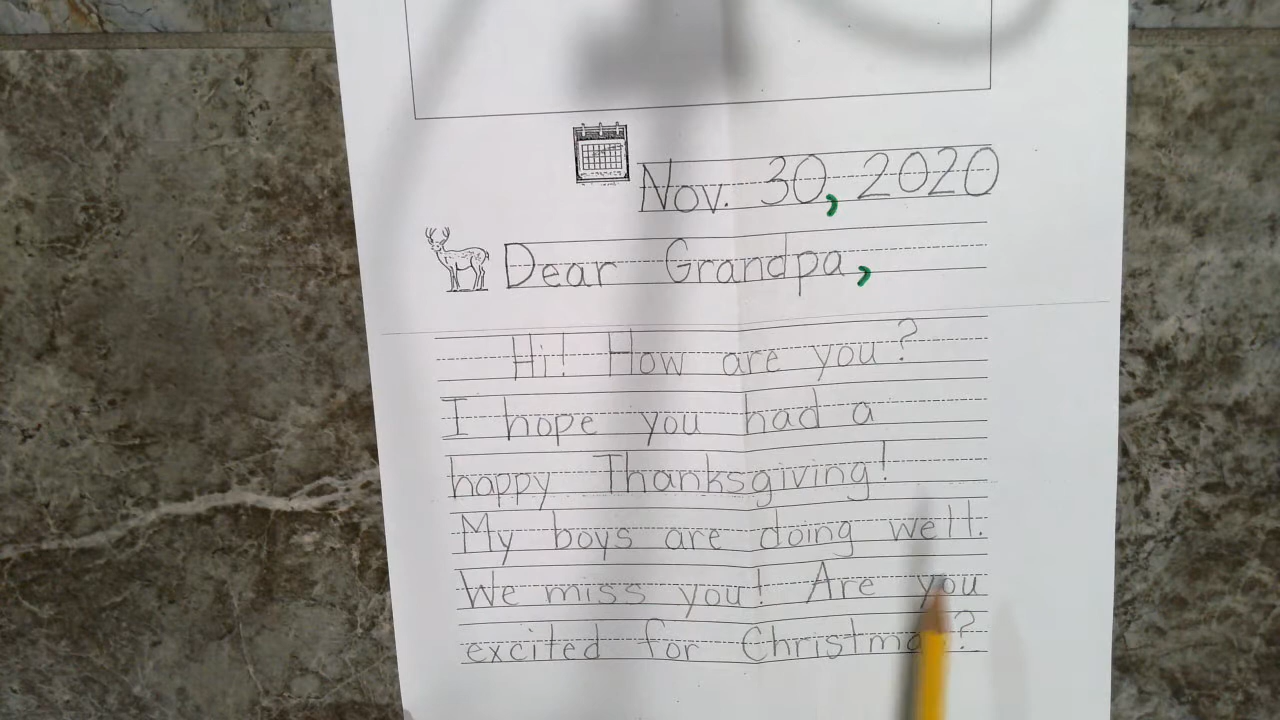 Nov. 30, 2020
Dear Grandpa,
Hi! How are you?
I hope you had a
happy Thanksgiving!
My boys are doing well.
We miss you! Are you
excited for Christmas?